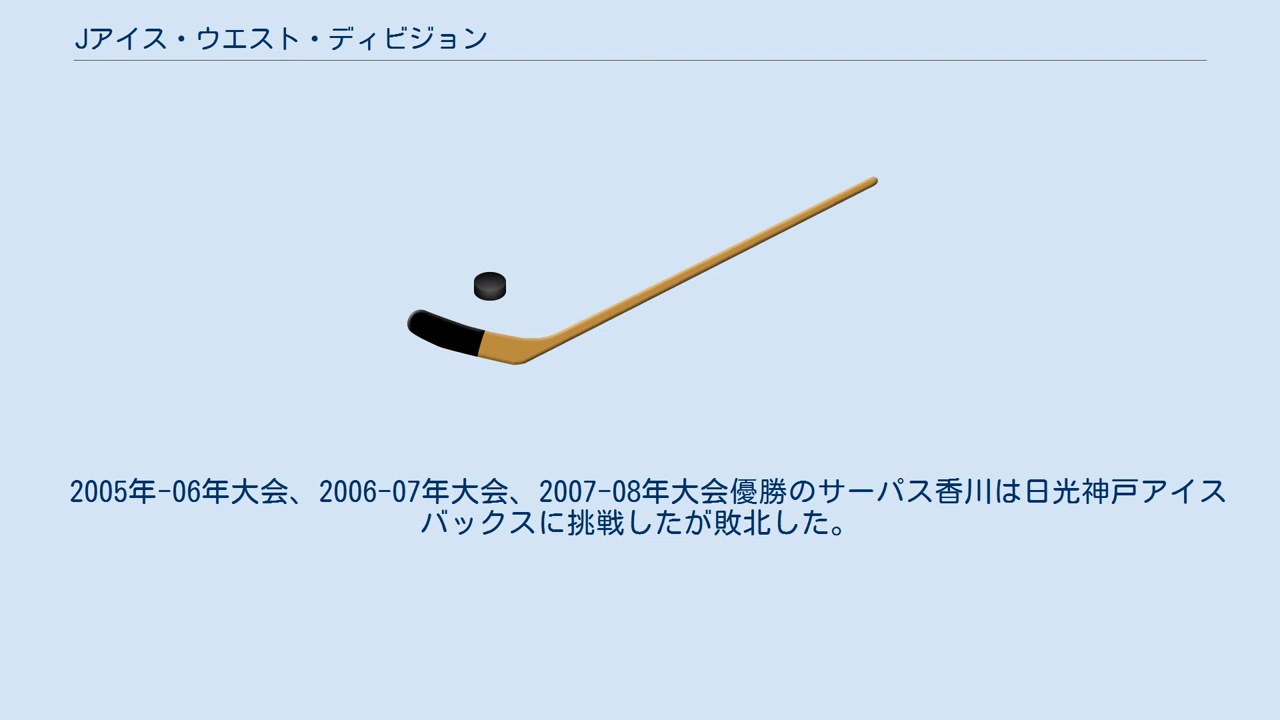 Jアイス・ウエスト・ディビジョン
2005年-06年大会、2006-07年大会、2007-08年大会優勝のサーパス香川は日光神戸アイス
バックスに挑戦したが敗北した。